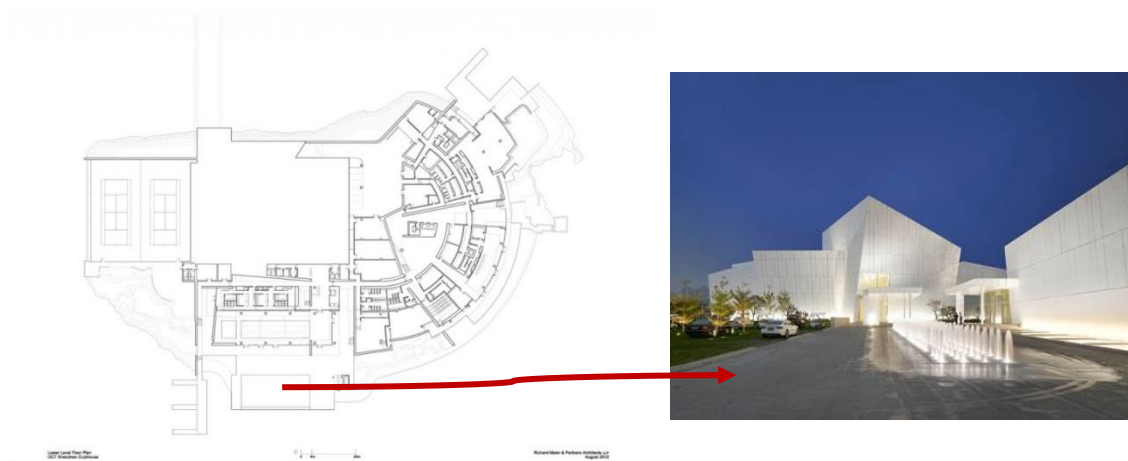 Lower Level Floor Plan
OCT Shenzhen Clubhouse
Richard Meier & Partners Architects LLP
August 2012